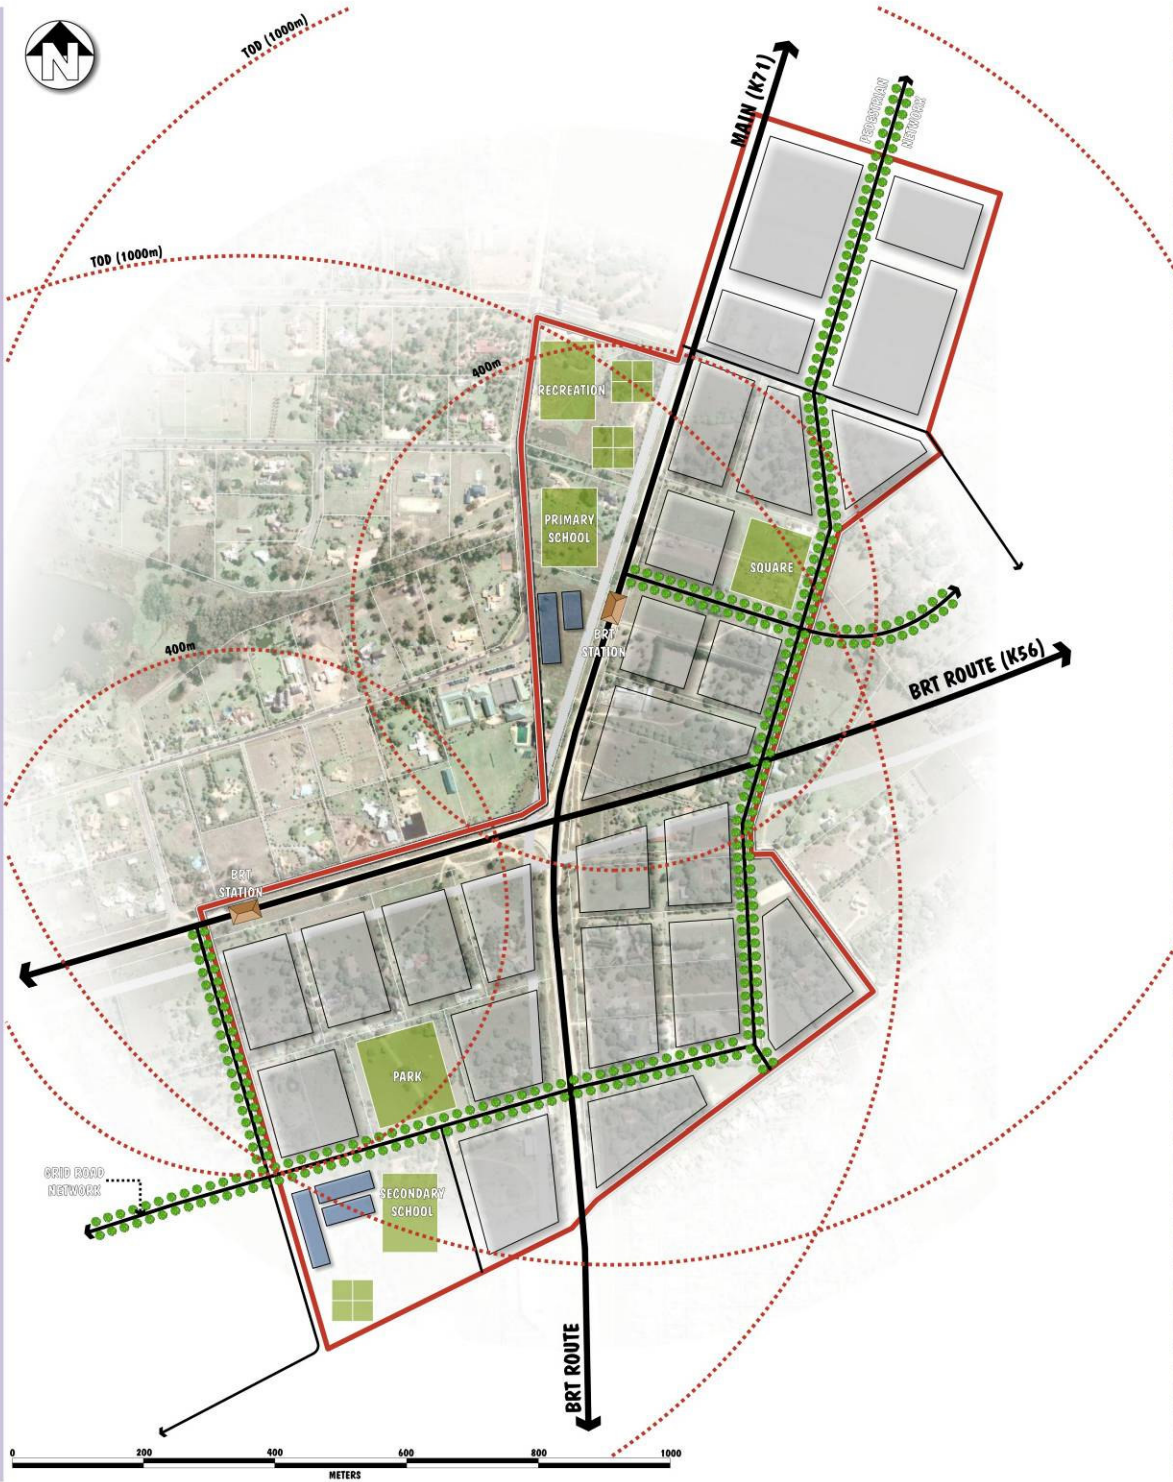 N
TOD (1000m)
MAIN (K71)
PEDESTRIAN
NETWORK
TOD (1000m)
400m
RECREATION
PRIMARY
SCHOOL
SQUARE
BRT
STATION
400m
BRT ROUTE (K56)
BRT
STATION
PARK
GRID ROAD
NETWORK
SECONDARY
SCHOOL
BRT ROUTE
0 200 400 600 800 1000
METERS